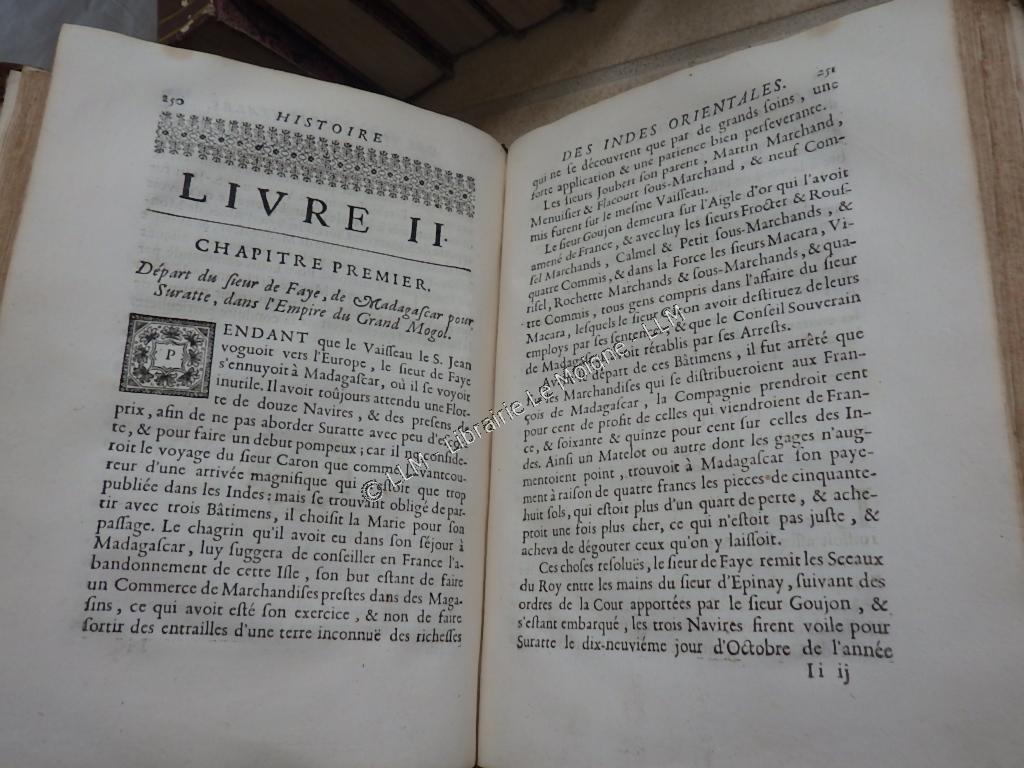 250
HISTOIRE
LIVRE II.
CHAPITRE PREMIER.
Départ du sieur de Faye, de Madagascar pour
Suratte, dans l'Empire du Grand Mogol.
PENDANT que le Vaisseau le S. Jean
voguoit vers l'Europe, le sieur de Faye
s'ennuyoit à Madagascar, où il se voyoit
inutile. Il avoit toûjours attendu une Flot-
te de douze Navires, & des presens de
prix, afin de ne pas aborder Suratte avec peu d'
te, & pour faire un début pompeux; car il ne conside-
roit le voyage du sieur Caron que comme l'avantcou-
reur d'une arrivée magnifique qui n'estoit que trop
publiée dans les Indes: mais se trouvant obligé de par-
tir avec trois Bâtimens, il choisit la Marie pour son
passage. Le chagrin qu'il avoit eu dans son séjour à
Madagascar, luy suggera de conseiller en France l'a-
bandonnement de cette Isle, son but estant de faire
un Commerce de Marchandises prestes dans des Maga-
sins, ce qui avoit esté son exercice, & non de faire
sortir des entrailles d'une terre inconnuë des richesses
DES INDES ORIENTALES.
251
qui ne se découvrent que par de grands soins, une
forte application & une patience bien perseverante.
Les sieurs Joubert son parent, Martin Marchand,
Menuisier & Flacourt sous-Marchand, & neuf Com-
mis furent sur le mesme Vaisseau.
Le sieur Goujon demeura sur l'Aigle d'or qui l'avoit
amené de France, & avec luy les sieurs Frocter & Rous-
sel Marchands, Calmel & Petit sous-Marchands, &
quatre Commis, & dans la Force les sieurs Macara, Vi-
risel, Rochette Marchands & sous-Marchands, & qua-
tre Commis, tous gens compris dans l'affaire du sieur
Macara, lesquels le sieur avoit destituez de leurs
employs par ses sentences, & que le Conseil Souverain
de Madagascar avoit rétablis par ses Arrests.
départ de ces Bâtimens, il fut arrêté que
les Marchandises qui se distribueroient aux Fran-
çois de Madagascar, la Compagnie prendroit cent
pour cent de profit de celles qui viendroient de Fran-
ce, & soixante & quinze pour cent sur celles des In-
des. Ainsi un Matelot ou autre dont les gages n'aug-
mentoient point, trouvoit à Madagascar son paye-
ment à raison de quatre francs les pieces de cinquante-
huit sols, qui estoit plus d'un quart de perte, & ache-
ptoit une fois plus cher, ce qui n'estoit pas juste, &
acheva de dégouter ceux qu'on y laissoit.
Ces choses resoluës, le sieur de Faye remit les Sceaux
du Roy entre les mains du sieur d'Epinay, suivant des
ordres de la Cour apportées par le sieur Goujon, &
s'estant embarqué, les trois Navires firent voile pour
Suratte le dix-neuviéme jour d'Octobre de l'année
Ii ij
© LLM - Librairie Le Moine - LLM